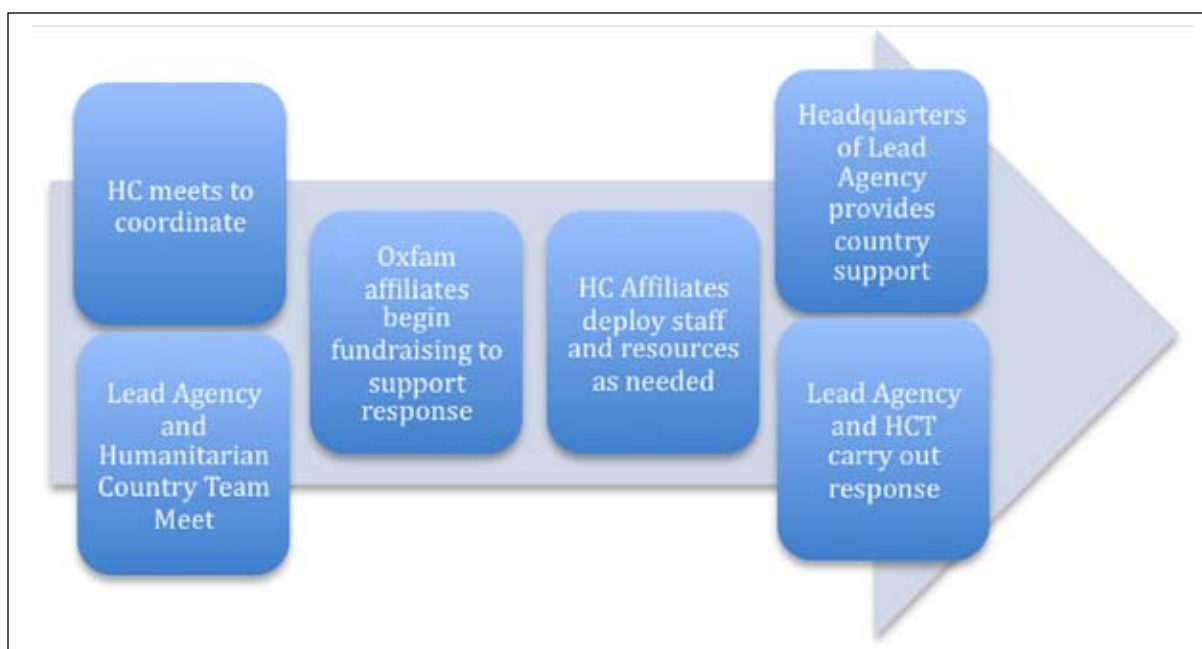 HC meets to
coordinate
Lead Agency
and
Humanitarian
Country Team
Meet
Oxfam
affiliates
begin
fundraising to
support
response
HC Affiliates
deploy staff
and resources
as needed
Headquarters
of Lead
Agency
provides
country
support
Lead Agency
and HCT
carry out
response